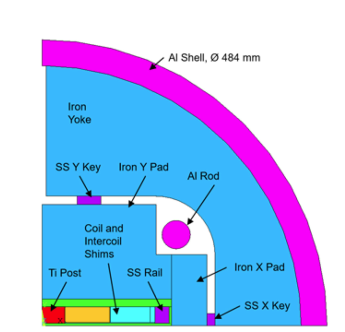 Al Shell, Ø 484 mm
Iron
Yoke
SS Y Key
Iron Y Pad
Al Rod
Coil and
Intercoil
Shims
Ti Post
SS Rail
Iron X Pad
SS X Key